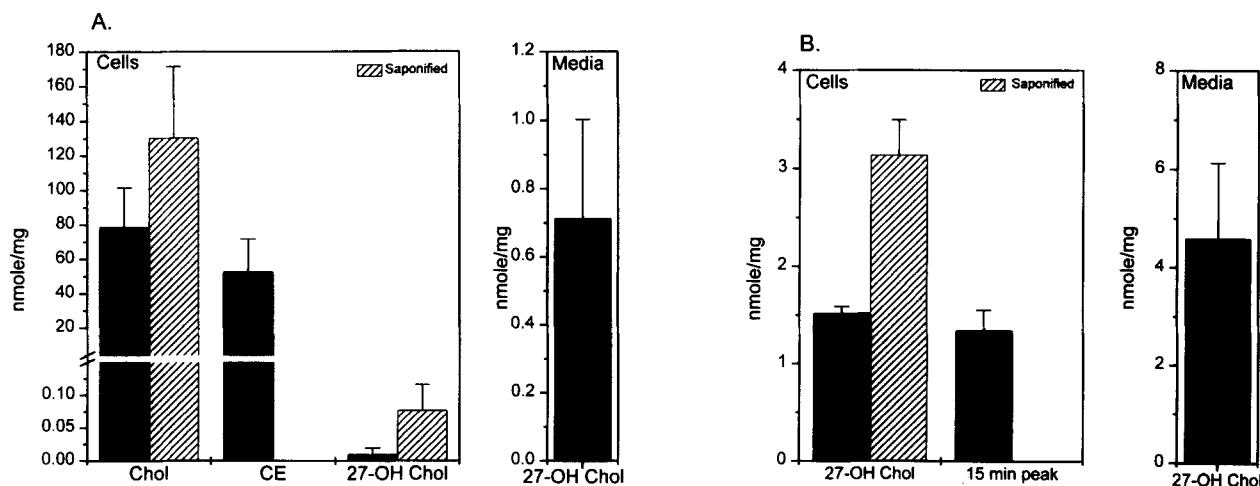 A.
Cells
Saponified
nmole/mg
180
160
140
120
100
80
60
40
20
0.10
0.05
0.00
Chol
CE
27-OH Chol
Media
nmole/mg
1.2
1.0
0.8
0.6
0.4
0.2
0.0
27-OH Chol
B.
Cells
Saponified
nmole/mg
4
3
2
1
0
27-OH Chol
15 min peak
Media
nmole/mg
8
6
4
2
0
27-OH Chol